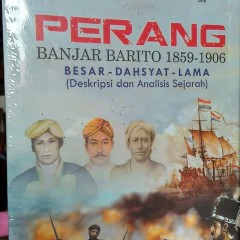 PERANG
BANJAR BARITO 1859-1906
BESAR - DAHSYAT - LAMA
(Deskripsi dan Analisis Sejarah)